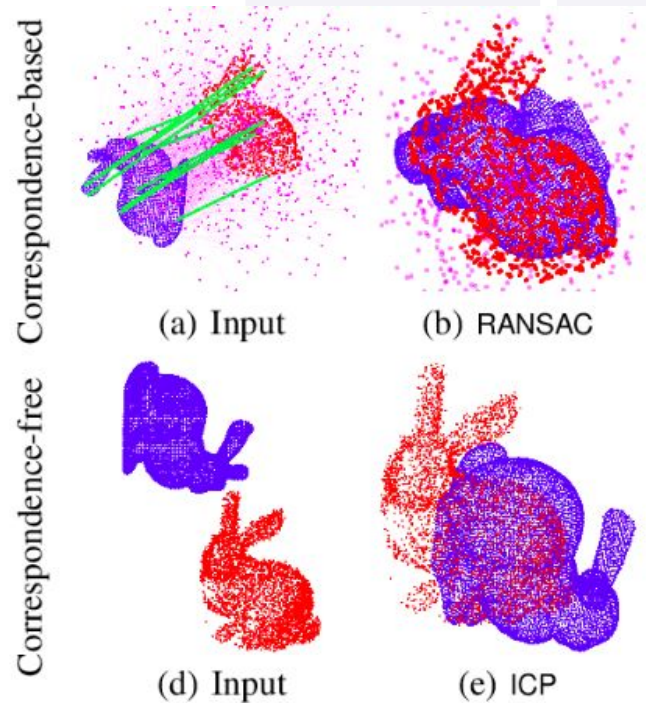 Correspondence-based
(a) Input
(b) RANSAC
Correspondence-free
(d) Input
(e) ICP